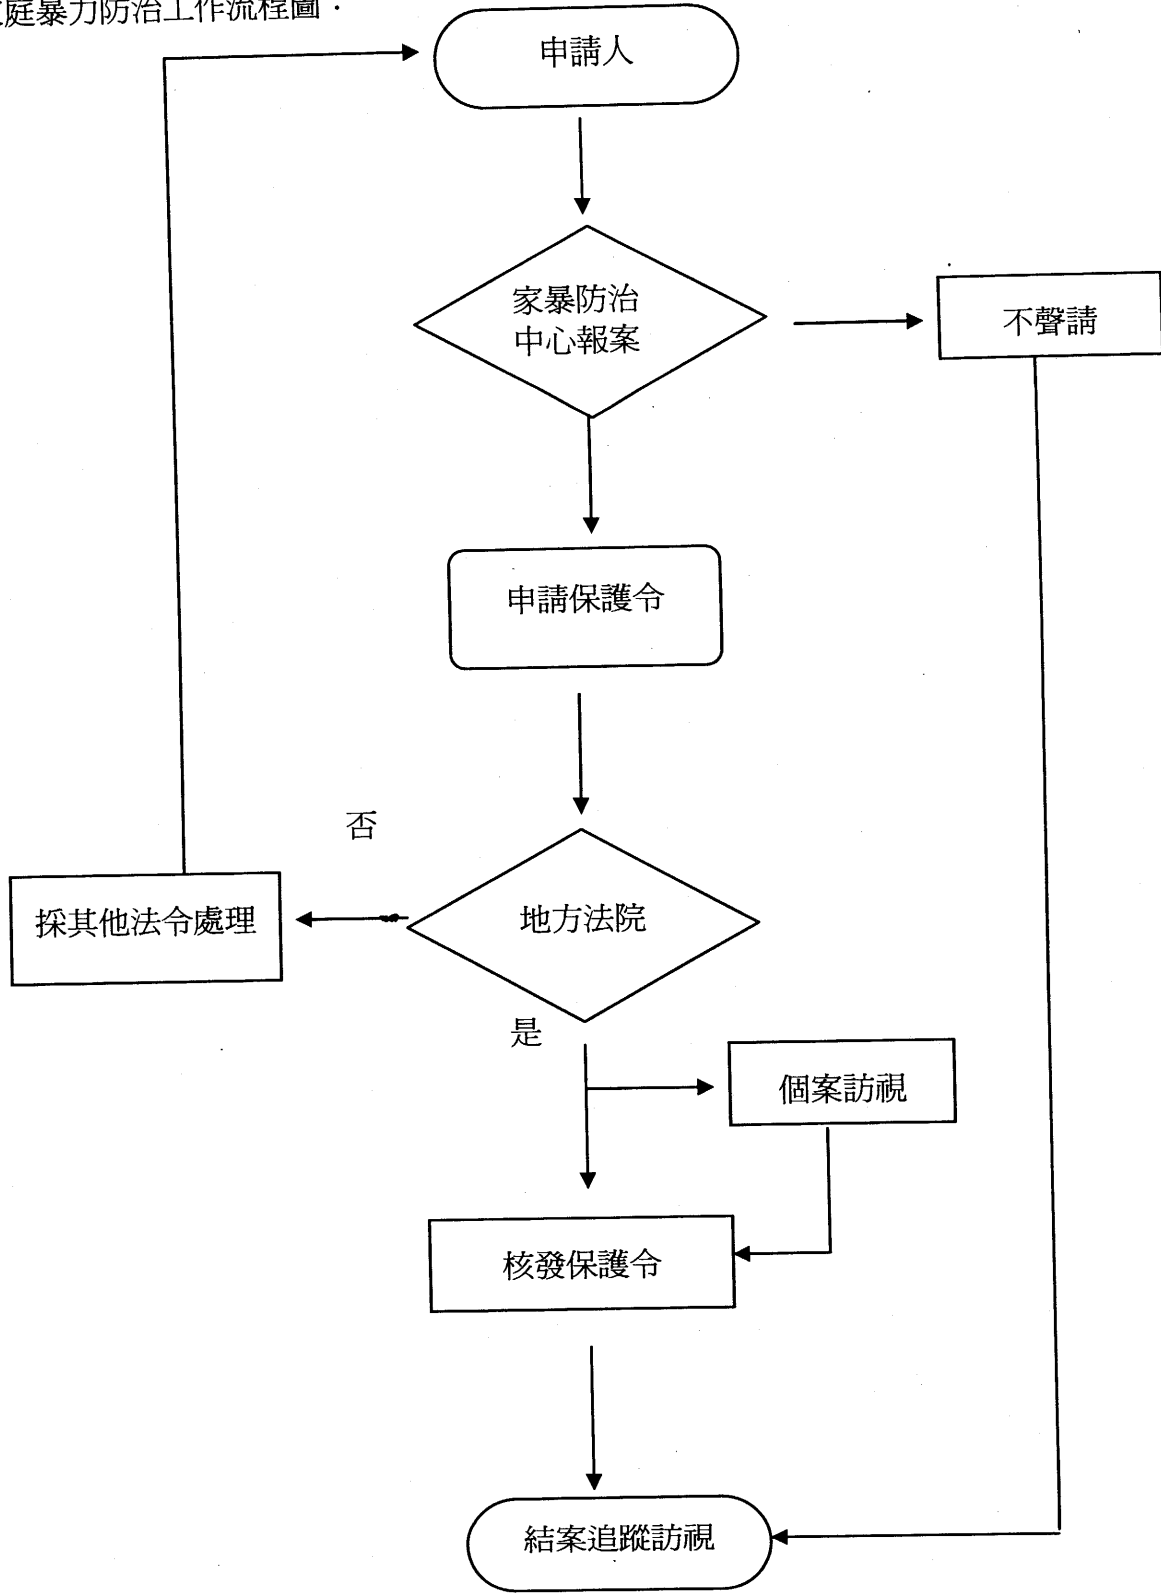 庭暴力防治工作流程圖：
申請人
家暴防治
中心報案
不聲請
申請保護令
否
採其他法令處理
地方法院
是
個案訪視
核發保護令
結案追蹤訪視